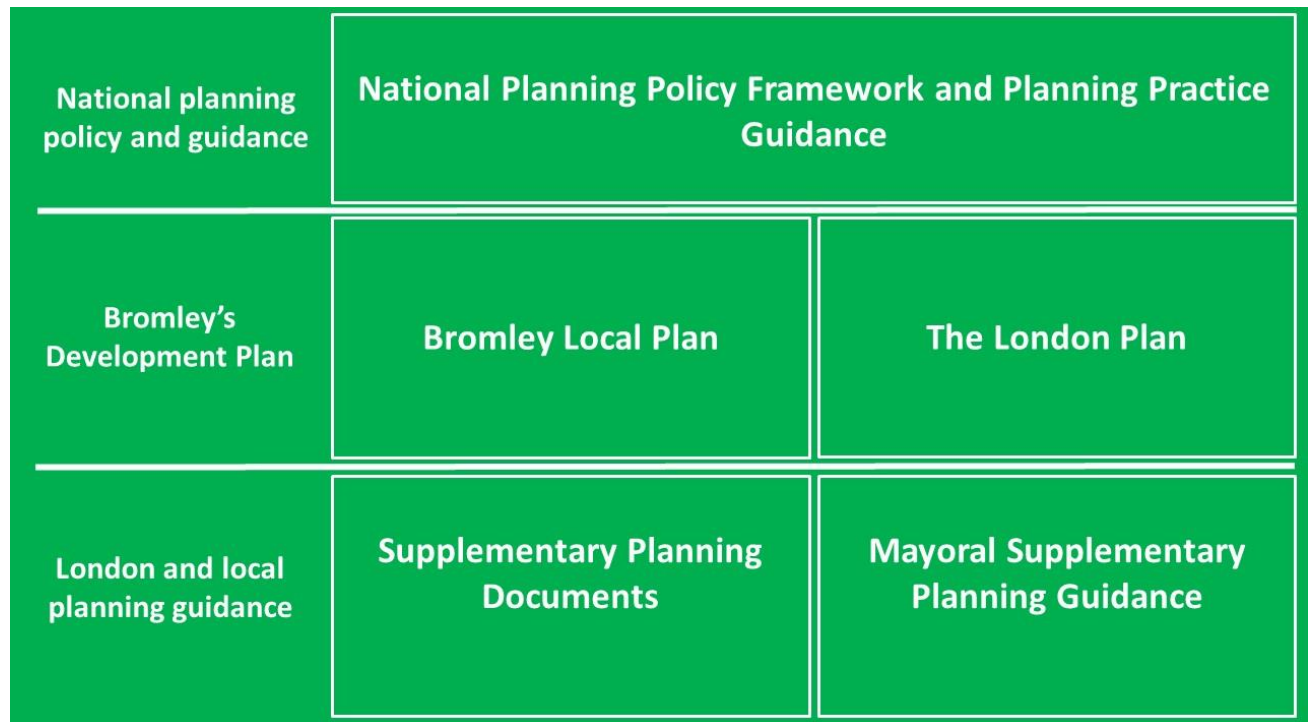 National planning
policy and guidance
National Planning Policy Framework and Planning Practice
Guidance
Bromley’s
Development Plan
Bromley Local Plan
The London Plan
London and local
planning guidance
Supplementary Planning
Documents
Mayoral Supplementary
Planning Guidance